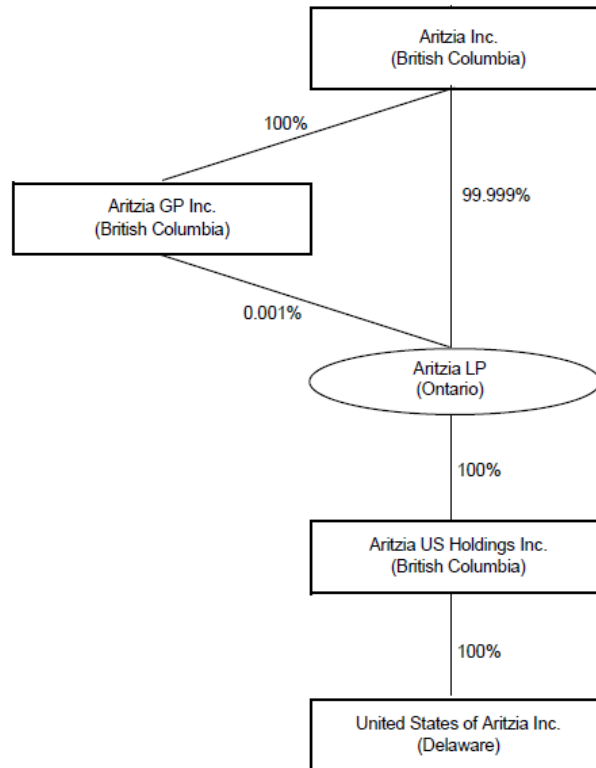 Aritzia Inc.
(British Columbia)
100%
99.999%
Aritzia GP Inc.
(British Columbia)
0.001%
Aritzia LP
(Ontario)
100%
Aritzia US Holdings Inc.
(British Columbia)
100%
United States of Aritzia Inc.
(Delaware)